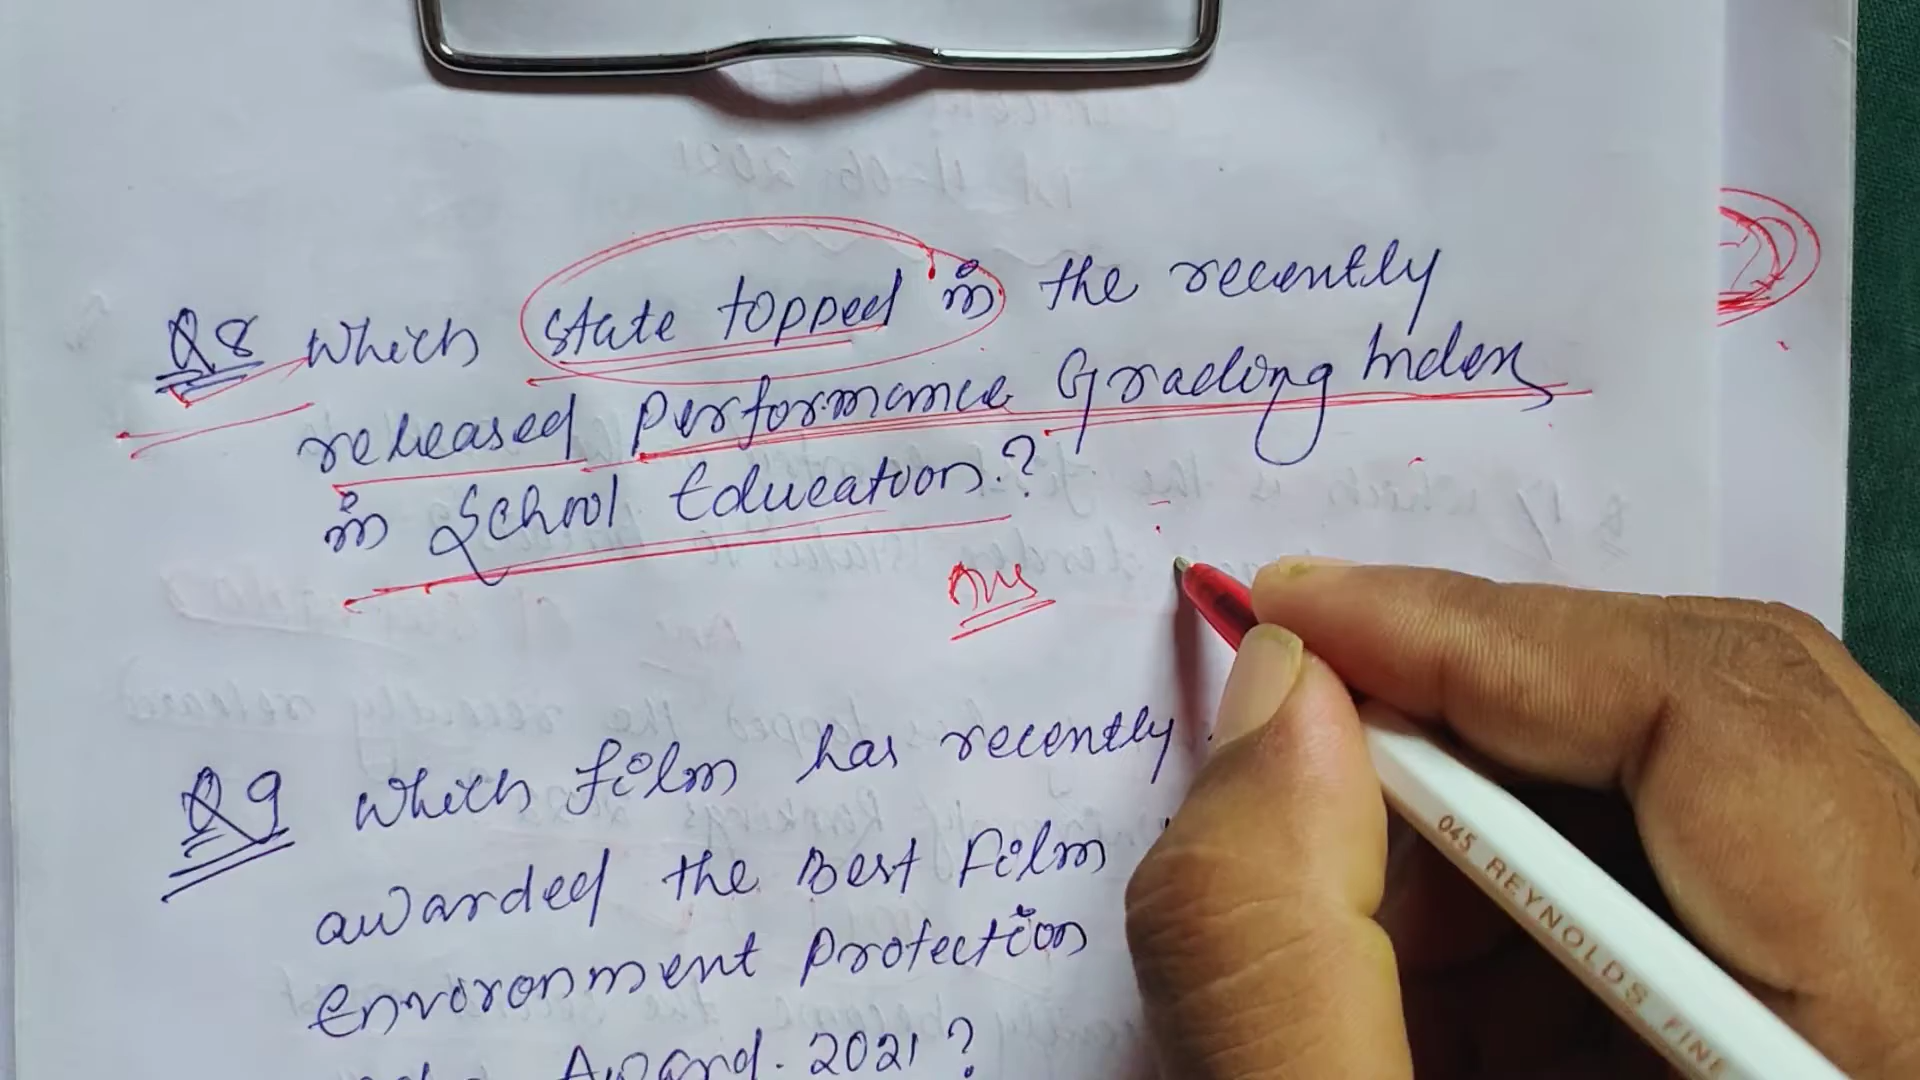 Q8 Which state topped in the recently
released Performance Grading Index
in School Education.?
Ans
Q9 Which film has recently
awarded the Best Film
Environment Protection
Award. 2021?
045 REYNOLDS FINE